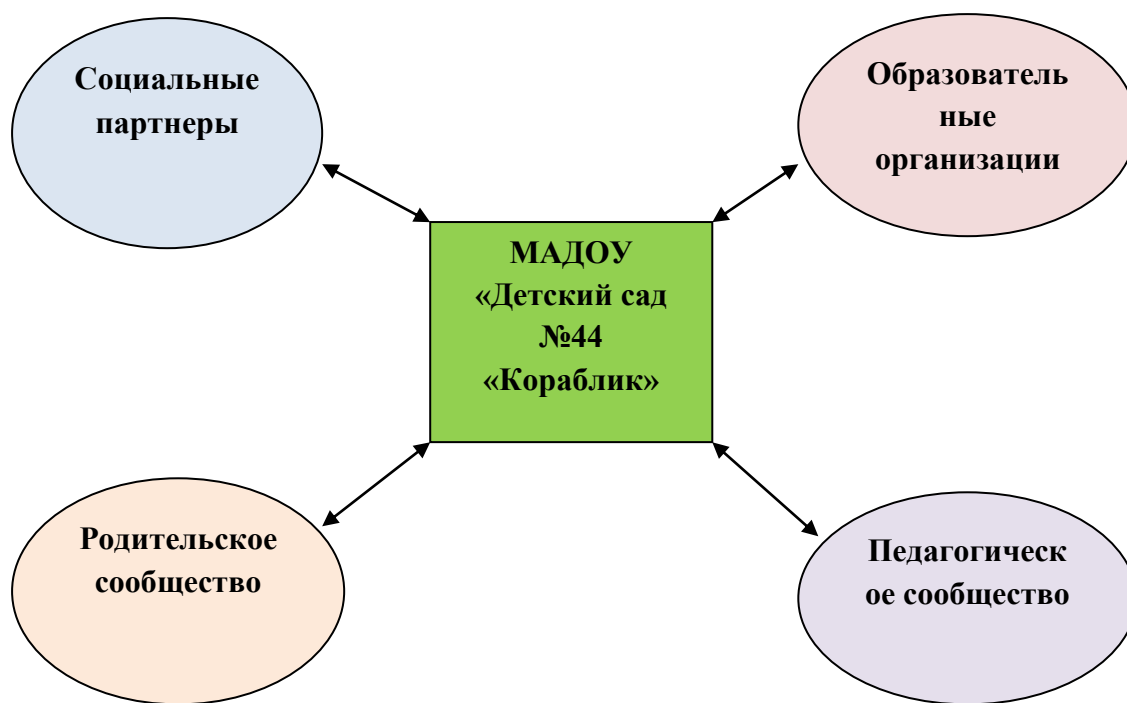 Социальные
партнеры
Образователь
ные
организации
МАДОУ
«Детский сад
№44
«Кораблик»
Родительское
сообщество
Педагогическ
ое сообщество